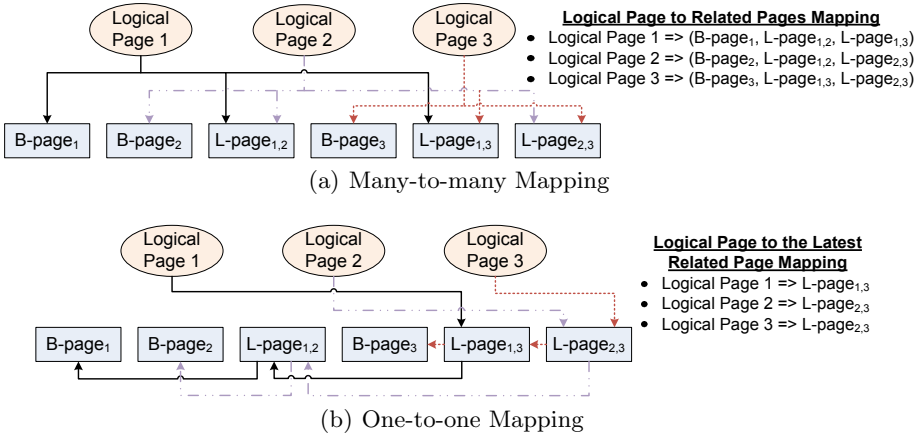 Logical
Page 1
Logical
Page 2
Logical
Page 3
Logical Page to Related Pages Mapping
• Logical Page 1 => (B-page1, L-page1,2, L-page1,3)
• Logical Page 2 => (B-page2, L-page1,2, L-page2,3)
• Logical Page 3 => (B-page3, L-page1,3, L-page2,3)
B-page1
B-page2
L-page1,2
B-page3
L-page1,3
L-page2,3
(a) Many-to-many Mapping
Logical
Page 1
Logical
Page 2
Logical
Page 3
Logical Page to the Latest
Related Page Mapping
• Logical Page 1 => L-page1,3
• Logical Page 2 => L-page2,3
• Logical Page 3 => L-page2,3
B-page1
B-page2
L-page1,2
B-page3
L-page1,3
L-page2,3
(b) One-to-one Mapping